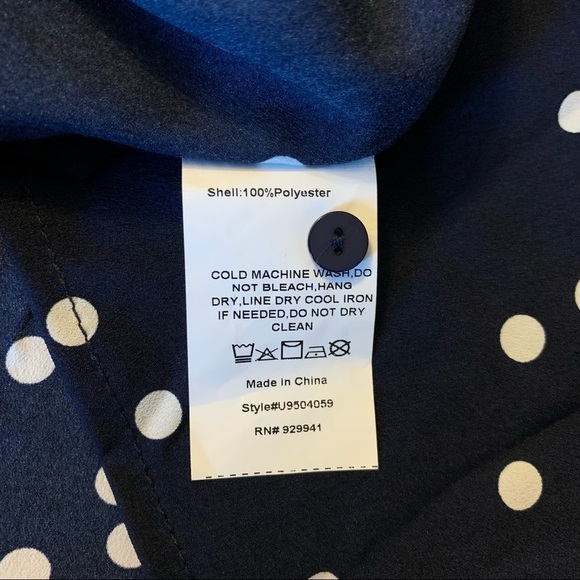 Shell:100%Polyester
COLD MACHINE WASH,DO
NOT BLEACH,HANG
DRY,LINE DRY COOL IRON
IF NEEDED,DO NOT DRY
CLEAN
Made in China
Style#U9504059
RN# 929941